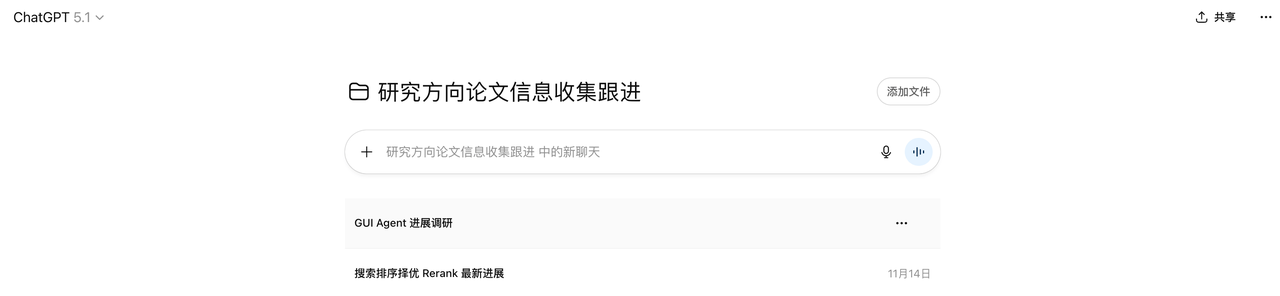 ChatGPT 5.1
共享
研究方向论文信息收集跟进
添加文件
研究方向论文信息收集跟进 中的新聊天
GUI Agent 进展调研
搜索排序择优 Rerank 最新进展
11月14日